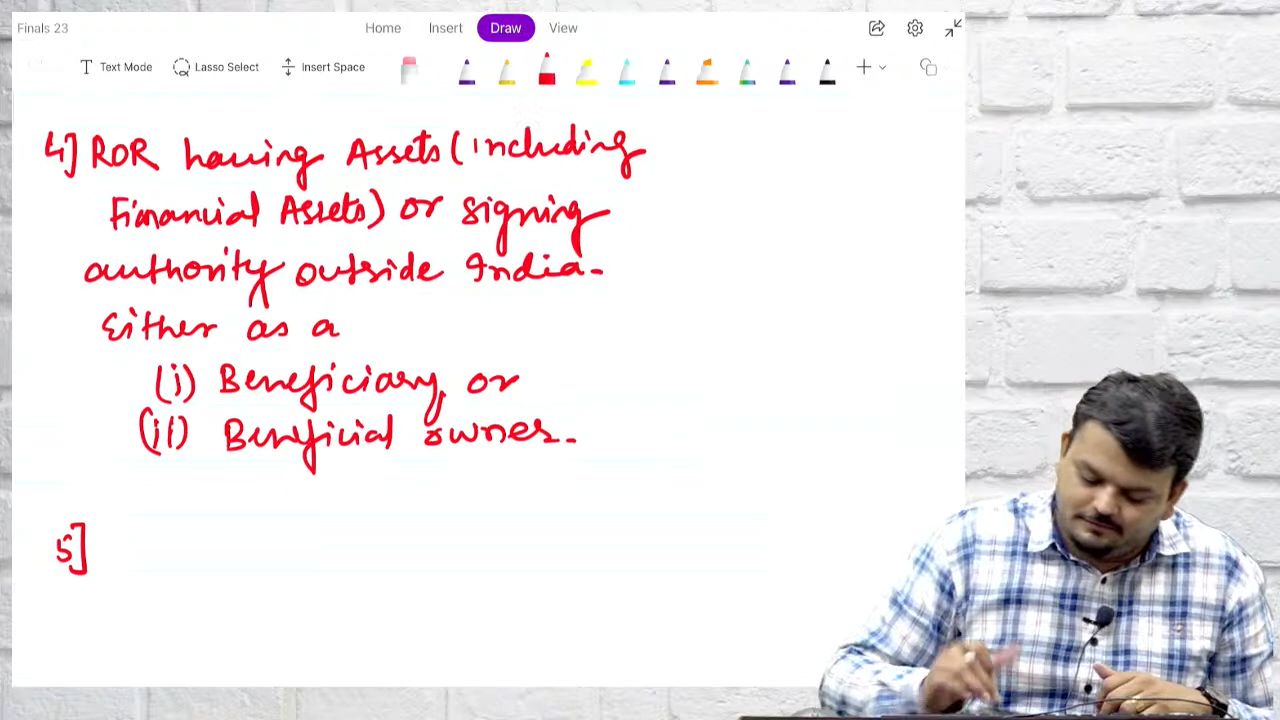 Finals 23
Home Insert Draw View
Text Mode Lasso Select Insert Space
4] ROR having Assets (including
Financial Assets) or signing
authority outside India.
Either as a
(i) Beneficiary, or
(ii) Beneficial owner.
5]